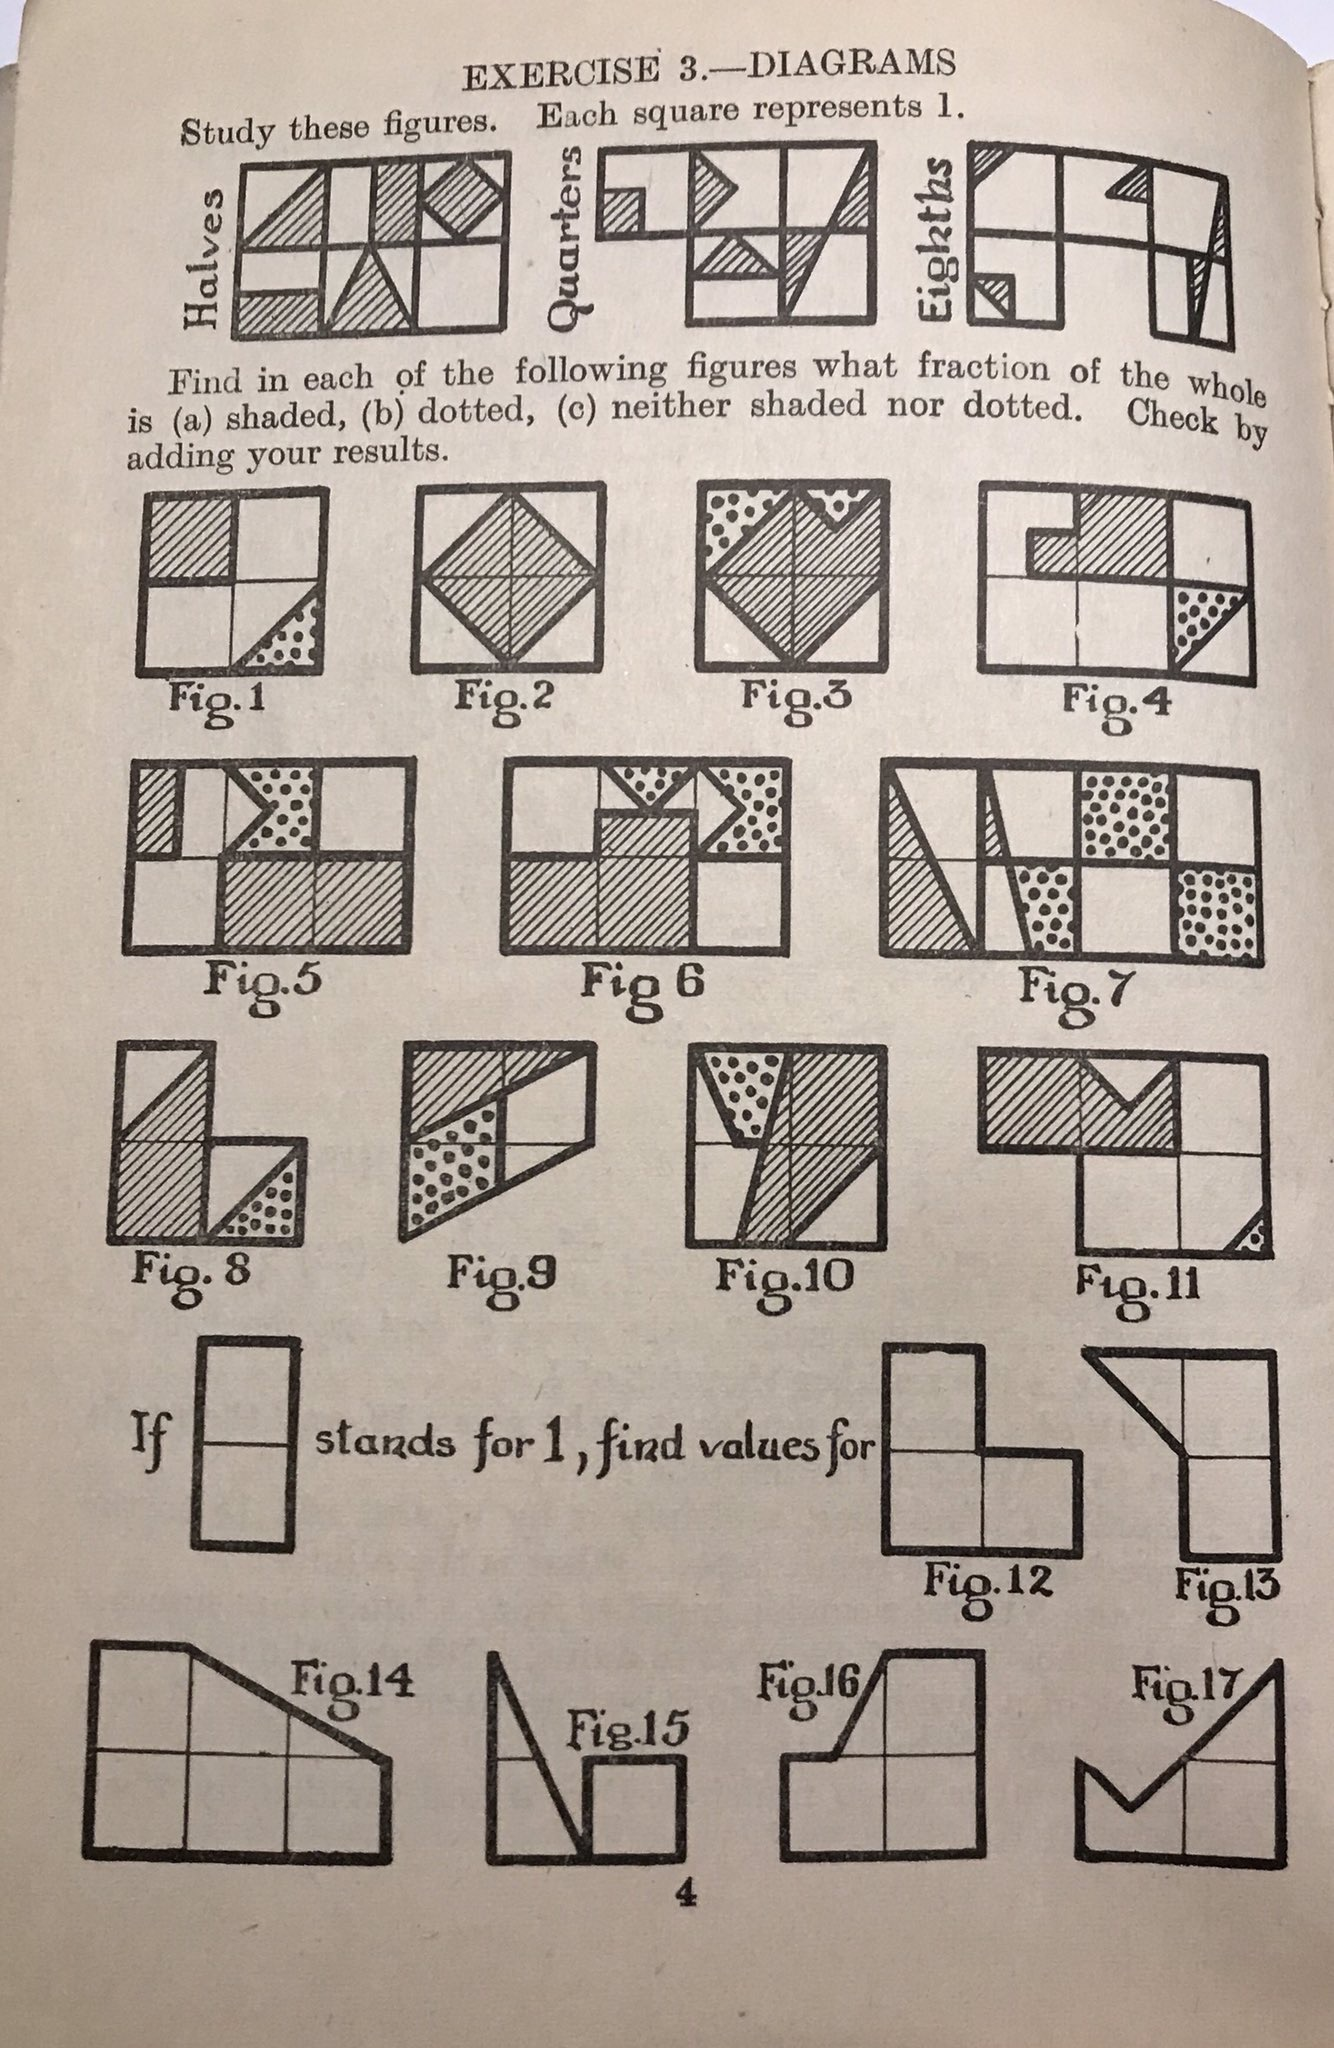 EXERCISE 3.—DIAGRAMS
Study these figures. Each square represents 1.
Halves
Quarters
Eighths
Find in each of the following figures what fraction of the whole
is (a) shaded, (b) dotted, (c) neither shaded nor dotted. Check by
adding your results.
Fig.1
Fig.2
Fig.3
Fig.4
Fig.5
Fig 6
Fig.7
Fig. 8
Fig.9
Fig.10
Fig.11
If stands for 1, find values for
Fig.12
Fig.13
Fig.14
Fig.15
Fig.16
Fig.17
4